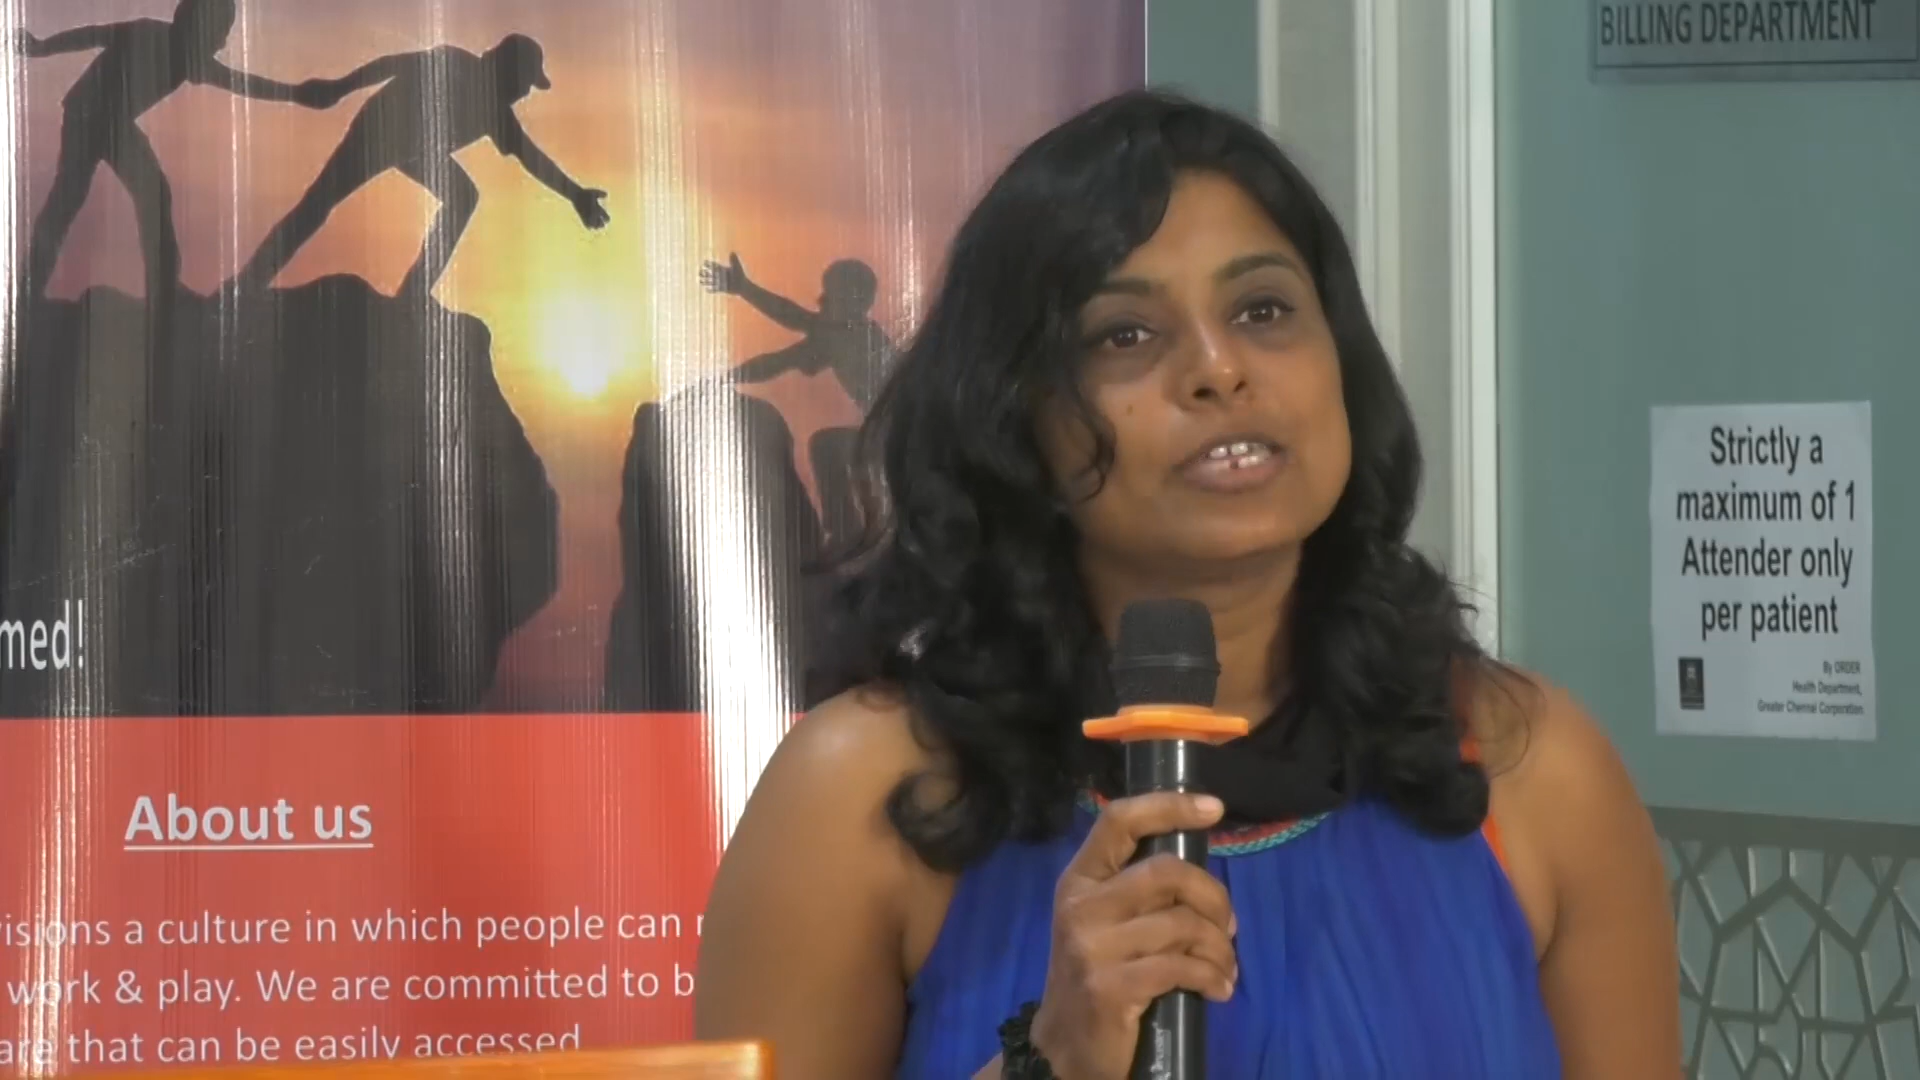 BILLING DEPARTMENT
Strictly a
maximum of 1
Attender only
per patient
By ORDER
Health Department,
Greater Chennai Corporation
med!
About us
visions a culture in which people can
work & play. We are committed to b
are that can be easily accessed